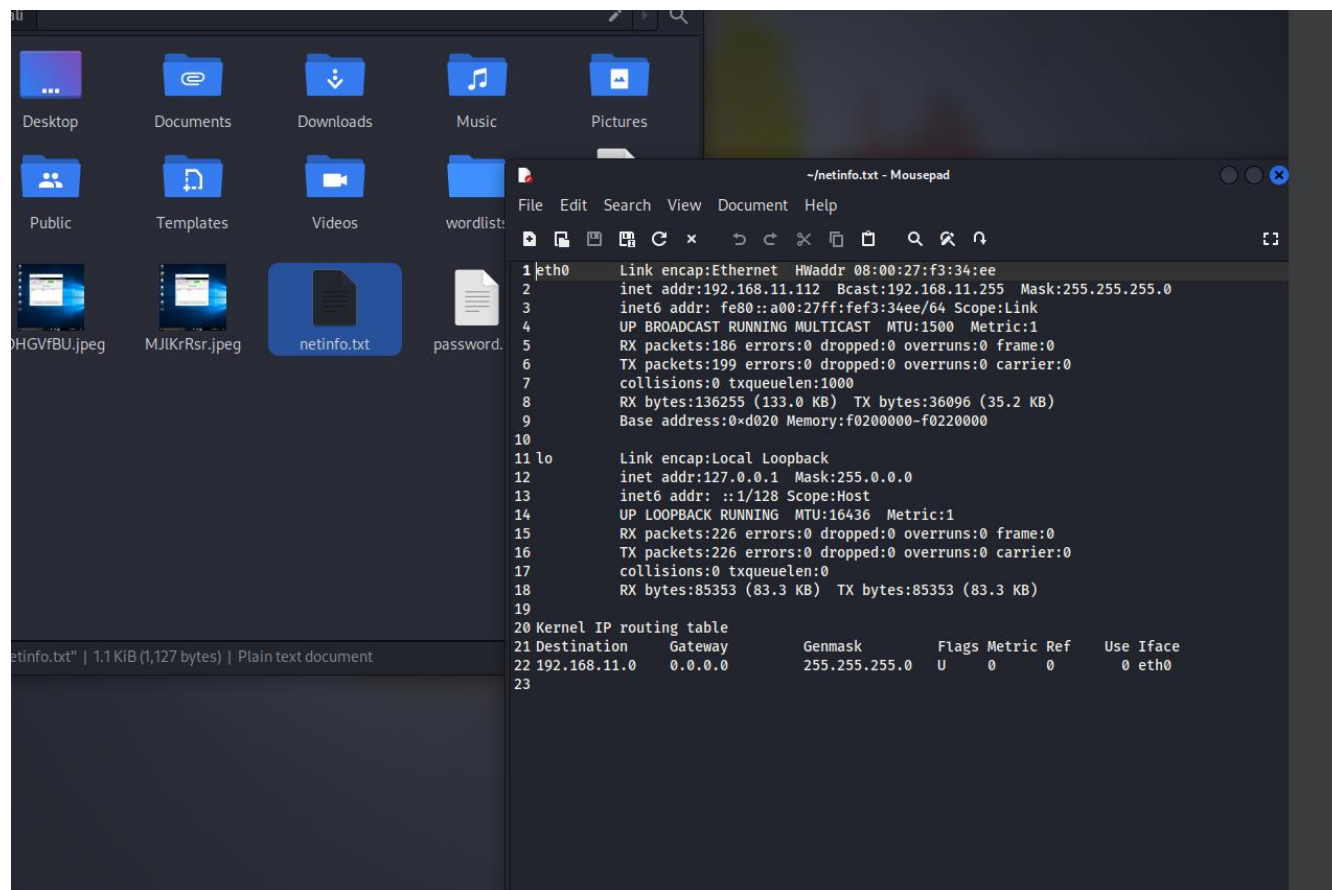 Desktop
Documents
Downloads
Music
Pictures
Public
Templates
Videos
wordlists
MJlKrRsr.jpeg
netinfo.txt
password.
etinfo.txt" | 1.1 KiB (1,127 bytes) | Plain text document
~/netinfo.txt - Mousepad
File Edit Search View Document Help
1 eth0 Link encap:Ethernet HWaddr 08:00:27:f3:34:ee
2 inet addr:192.168.11.112 Bcast:192.168.11.255 Mask:255.255.255.0
3 inet6 addr: fe80::a00:27ff:fef3:34ee/64 Scope:Link
4 UP BROADCAST RUNNING MULTICAST MTU:1500 Metric:1
5 RX packets:186 errors:0 dropped:0 overruns:0 frame:0
6 TX packets:199 errors:0 dropped:0 overruns:0 carrier:0
7 collisions:0 txqueuelen:1000
8 RX bytes:136255 (133.0 KB) TX bytes:36096 (35.2 KB)
9 Base address:0×d020 Memory:f0200000-f0220000
10
11 lo Link encap:Local Loopback
12 inet addr:127.0.0.1 Mask:255.0.0.0
13 inet6 addr: ::1/128 Scope:Host
14 UP LOOPBACK RUNNING MTU:16436 Metric:1
15 RX packets:226 errors:0 dropped:0 overruns:0 frame:0
16 TX packets:226 errors:0 dropped:0 overruns:0 carrier:0
17 collisions:0 txqueuelen:0
18 RX bytes:85353 (83.3 KB) TX bytes:85353 (83.3 KB)
19
20 Kernel IP routing table
21 Destination Gateway Genmask Flags Metric Ref Use Iface
22 192.168.11.0 0.0.0.0 255.255.255.0 U 0 0 0 eth0
23